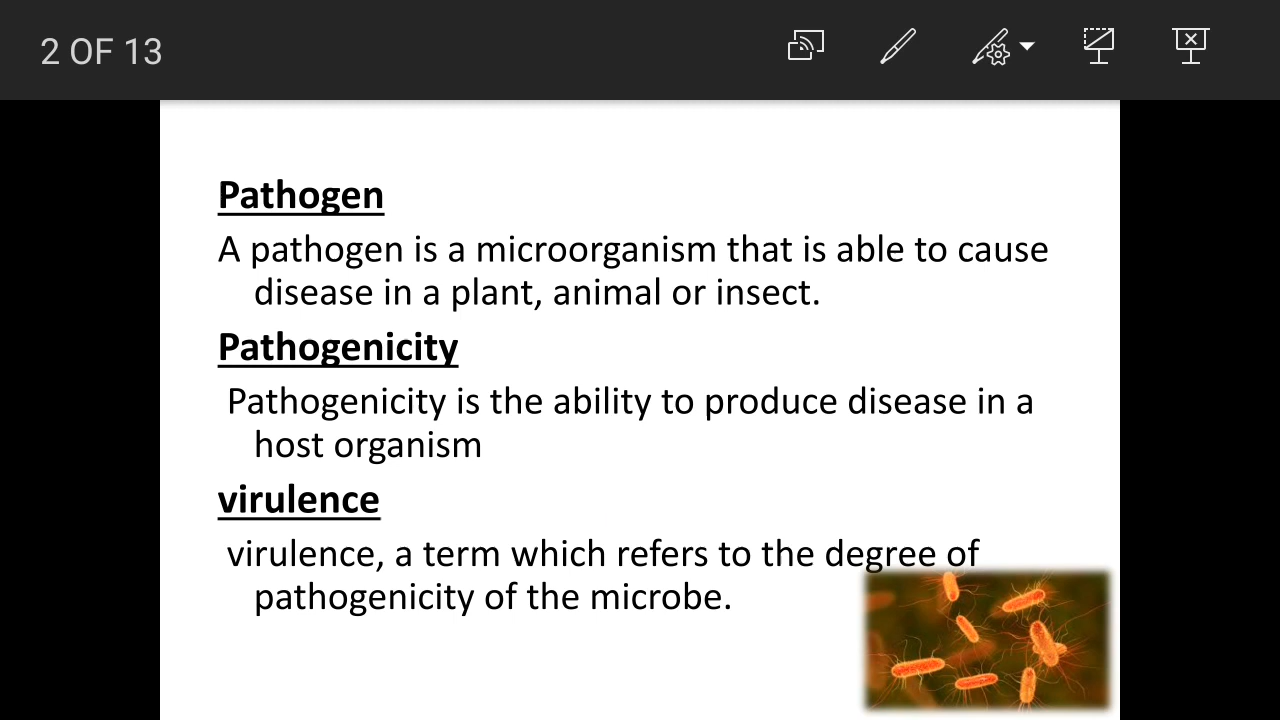 2 OF 13
Pathogen
A pathogen is a microorganism that is able to cause
disease in a plant, animal or insect.
Pathogenicity
Pathogenicity is the ability to produce disease in a
host organism
virulence
virulence, a term which refers to the degree of
pathogenicity of the microbe.